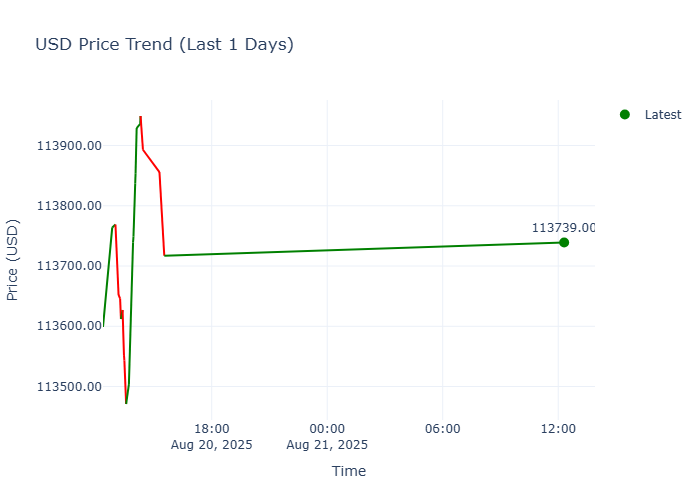 USD Price Trend (Last 1 Days)
Latest
113900.00
113800.00
113700.00
113600.00
113500.00
Price (USD)
113739.00
18:00
Aug 20, 2025
00:00
Aug 21, 2025
06:00
12:00
Time